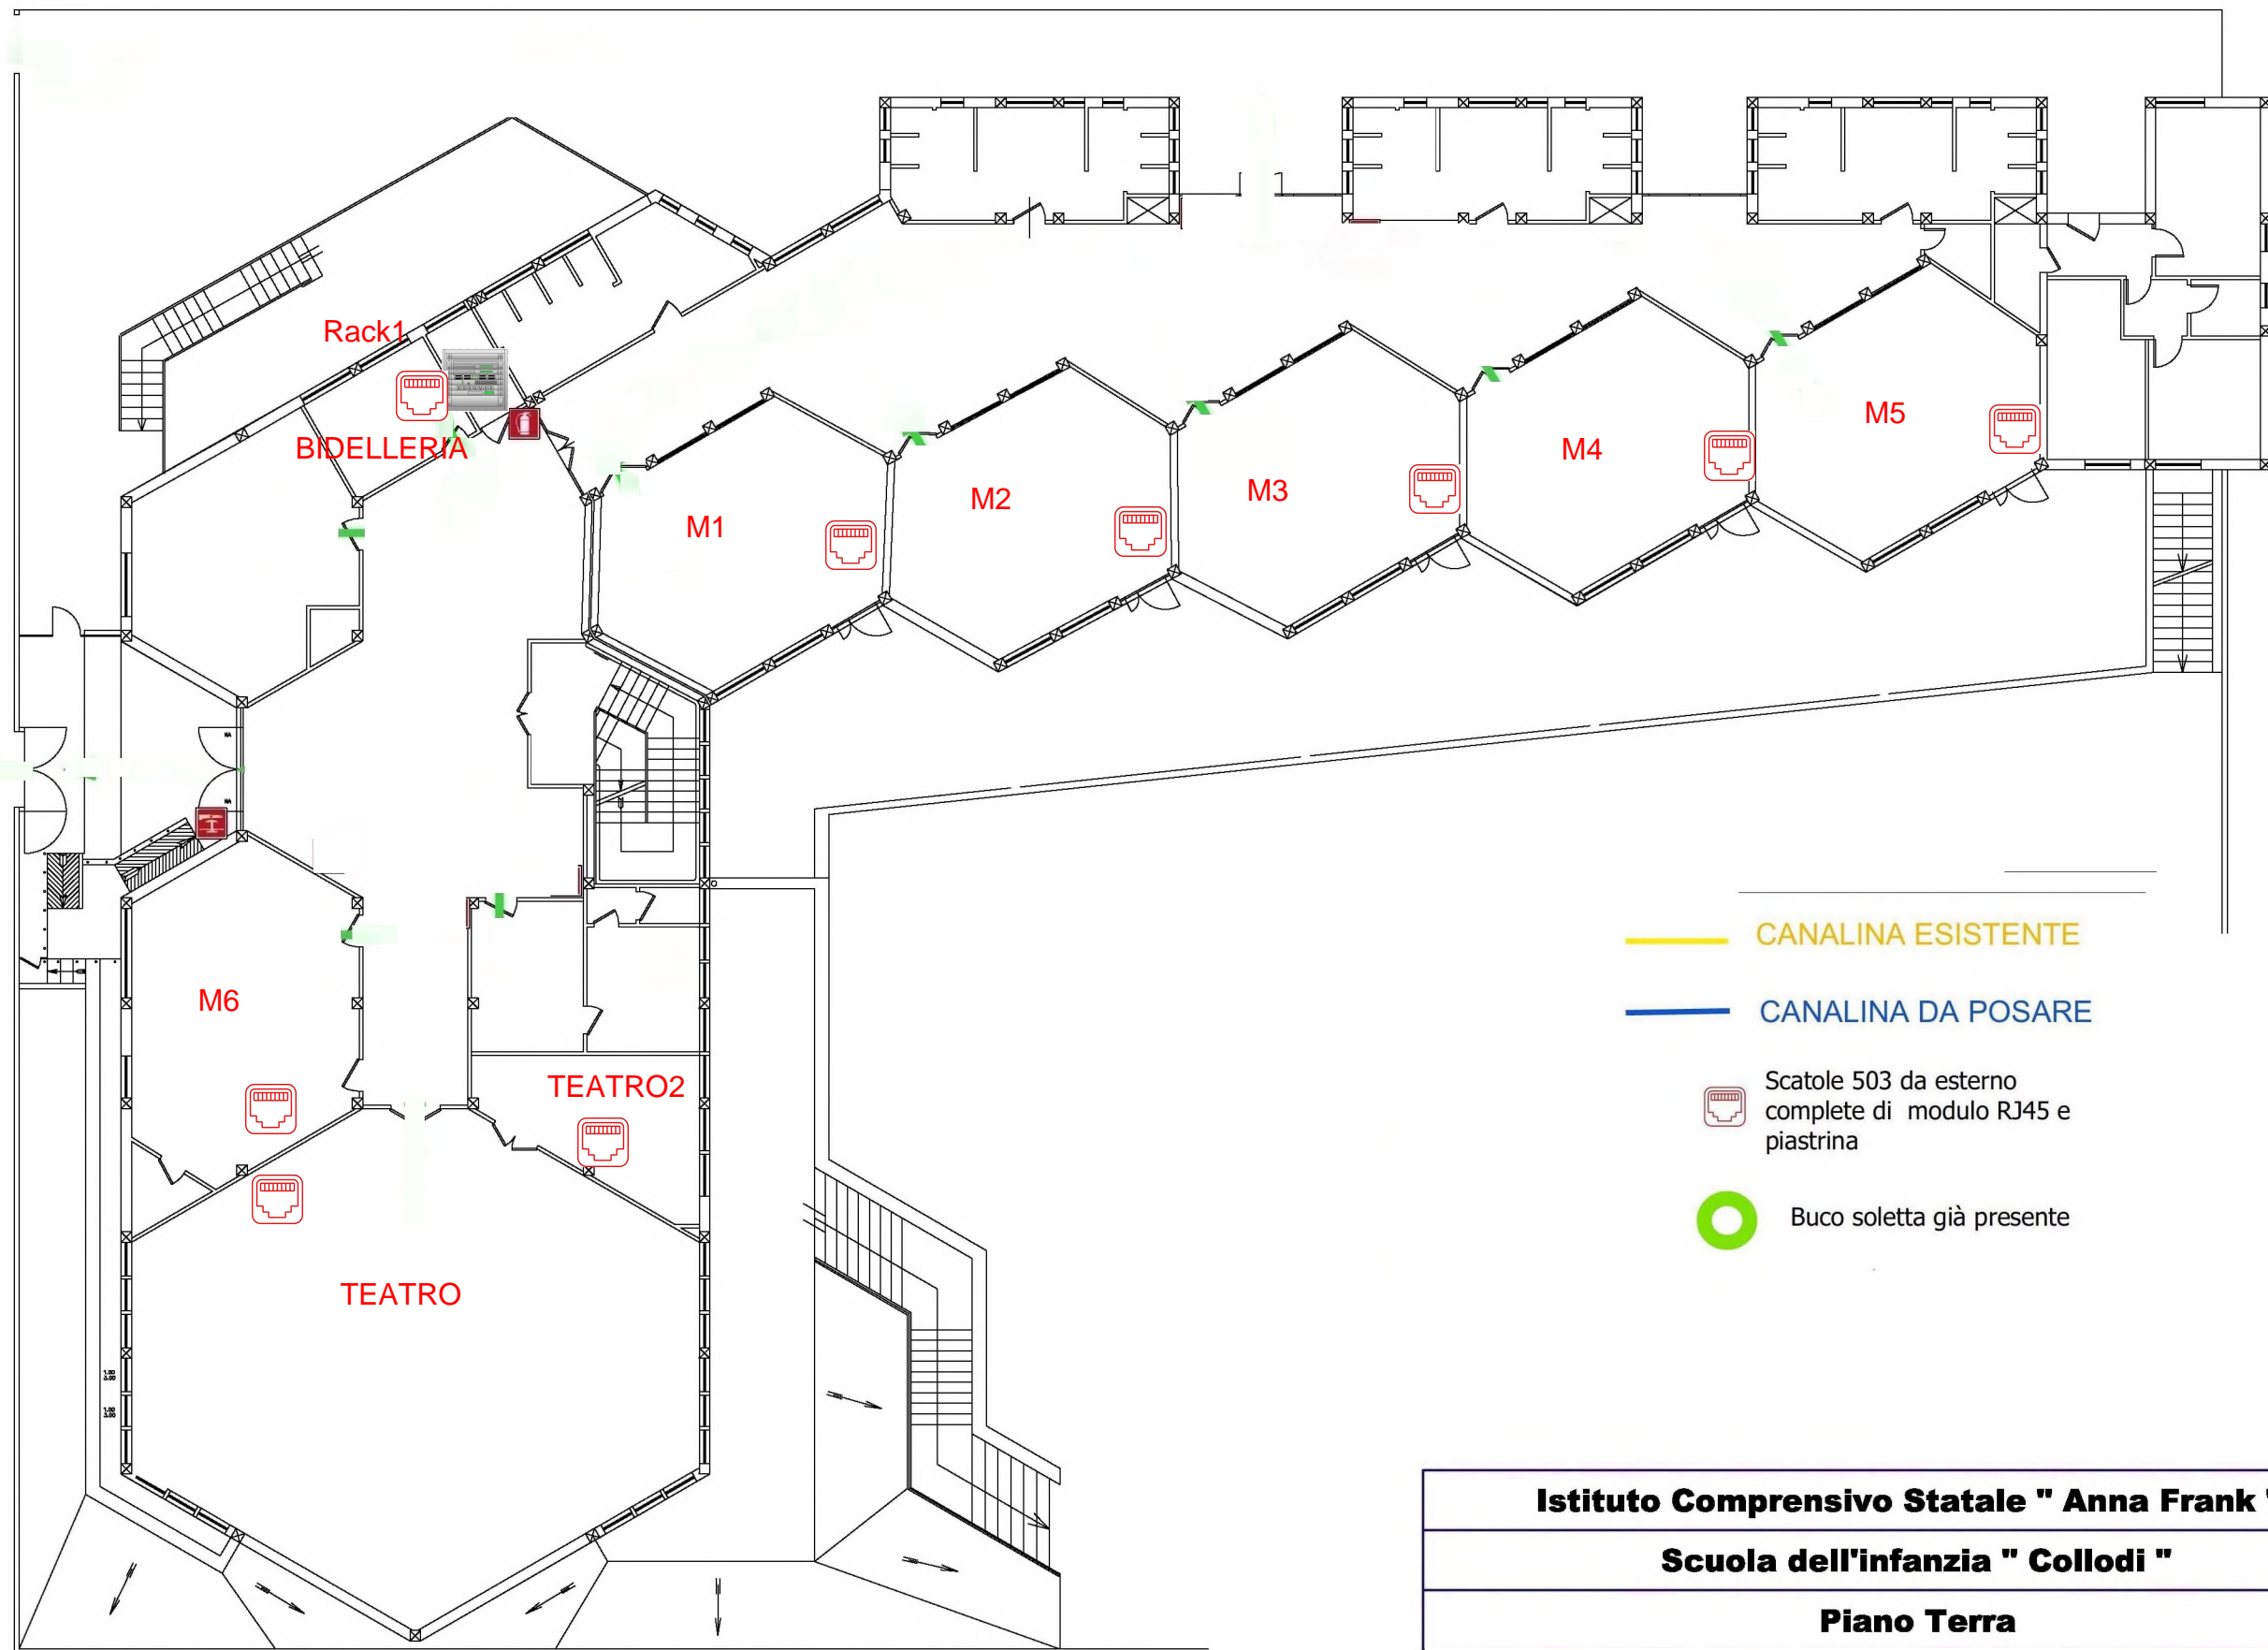 Rack1
BIDELLERIA
M1
M2
M3
M4
M5
M6
TEATRO2
TEATRO
CANALINA ESISTENTE
CANALINA DA POSARE
Scatole 503 da esterno
complete di modulo RJ45 e
piastrina
Buco soletta già presente
Istituto Comprensivo Statale " Anna Frank "
Scuola dell'infanzia " Collodi "
Piano Terra